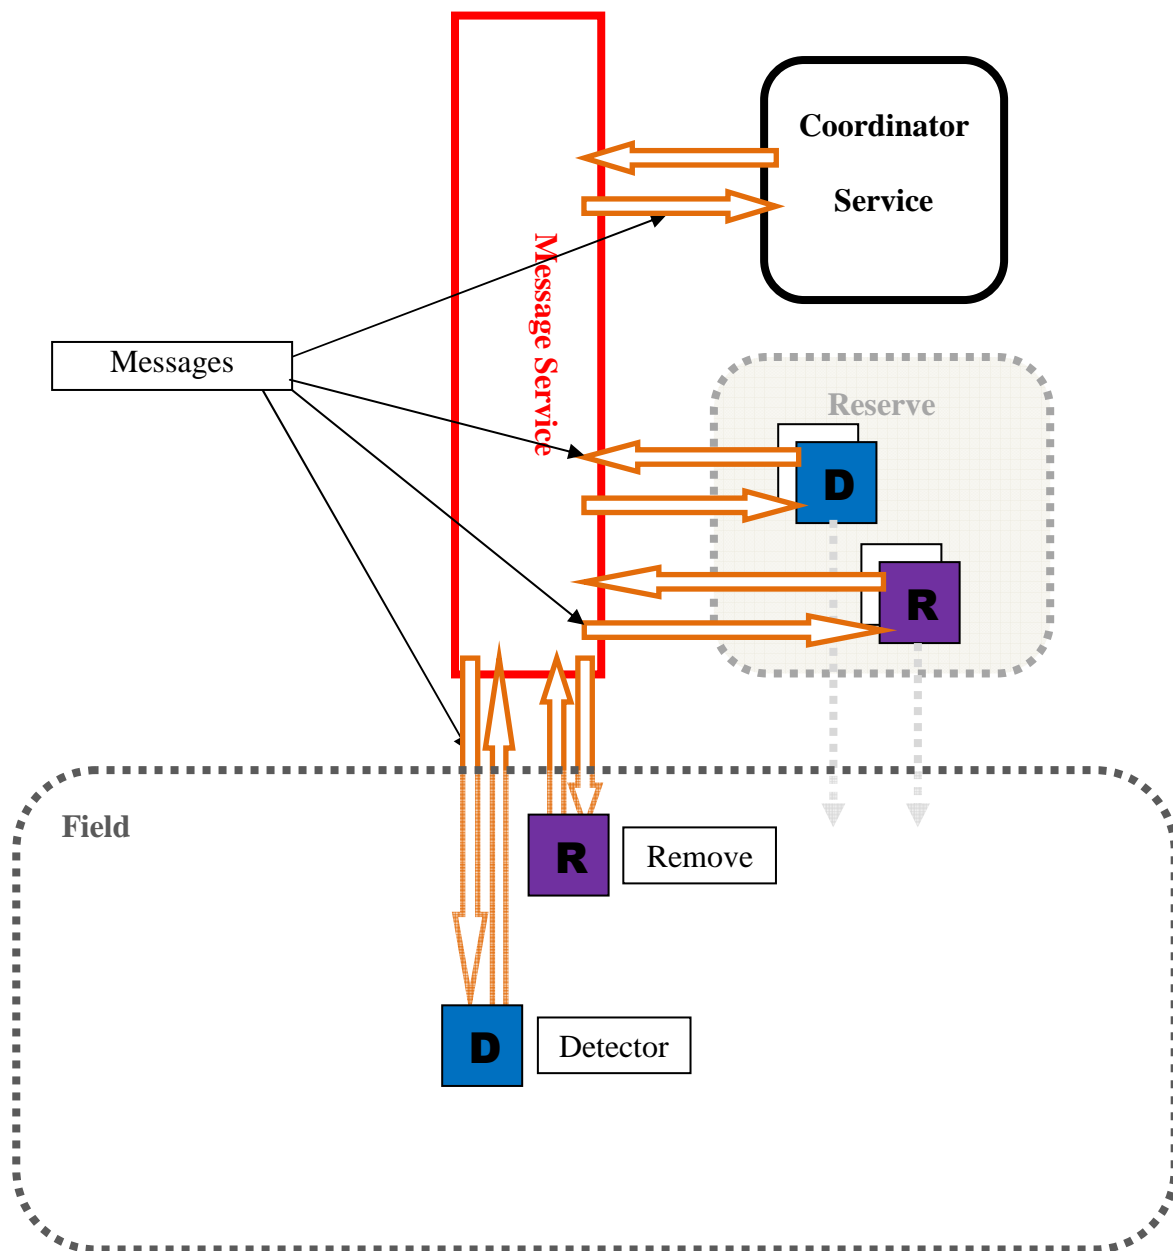 Coordinator
Service
Message Service
Messages
Reserve
D
R
Field
R
Remove
D
Detector